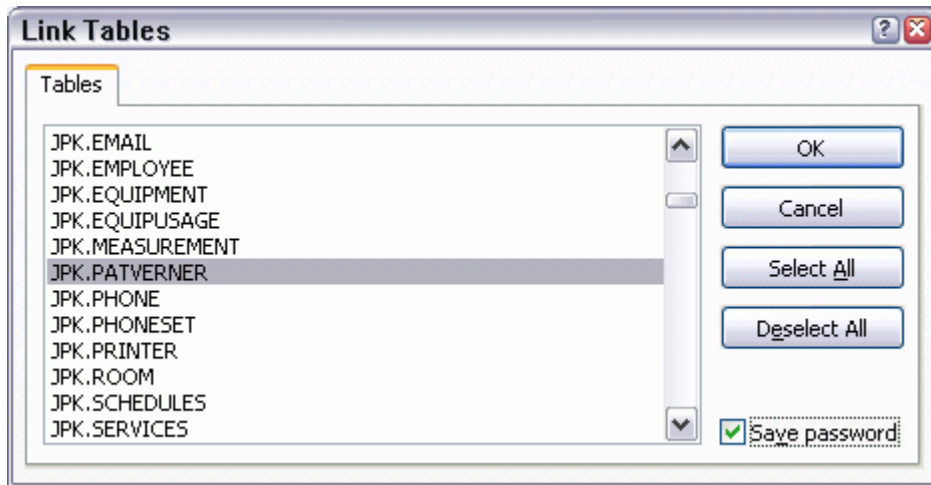 Link Tables
Tables
JPK.EMAIL
JPK.EMPLOYEE
JPK.EQUIPMENT
JPK.EQUIPUSAGE
JPK.MEASUREMENT
JPK.PATVERNER
JPK.PHONE
JPK.PHONESET
JPK.PRINTER
JPK.ROOM
JPK.SCHEDULES
JPK.SERVICES
OK
Cancel
Select All
Deselect All
Save password